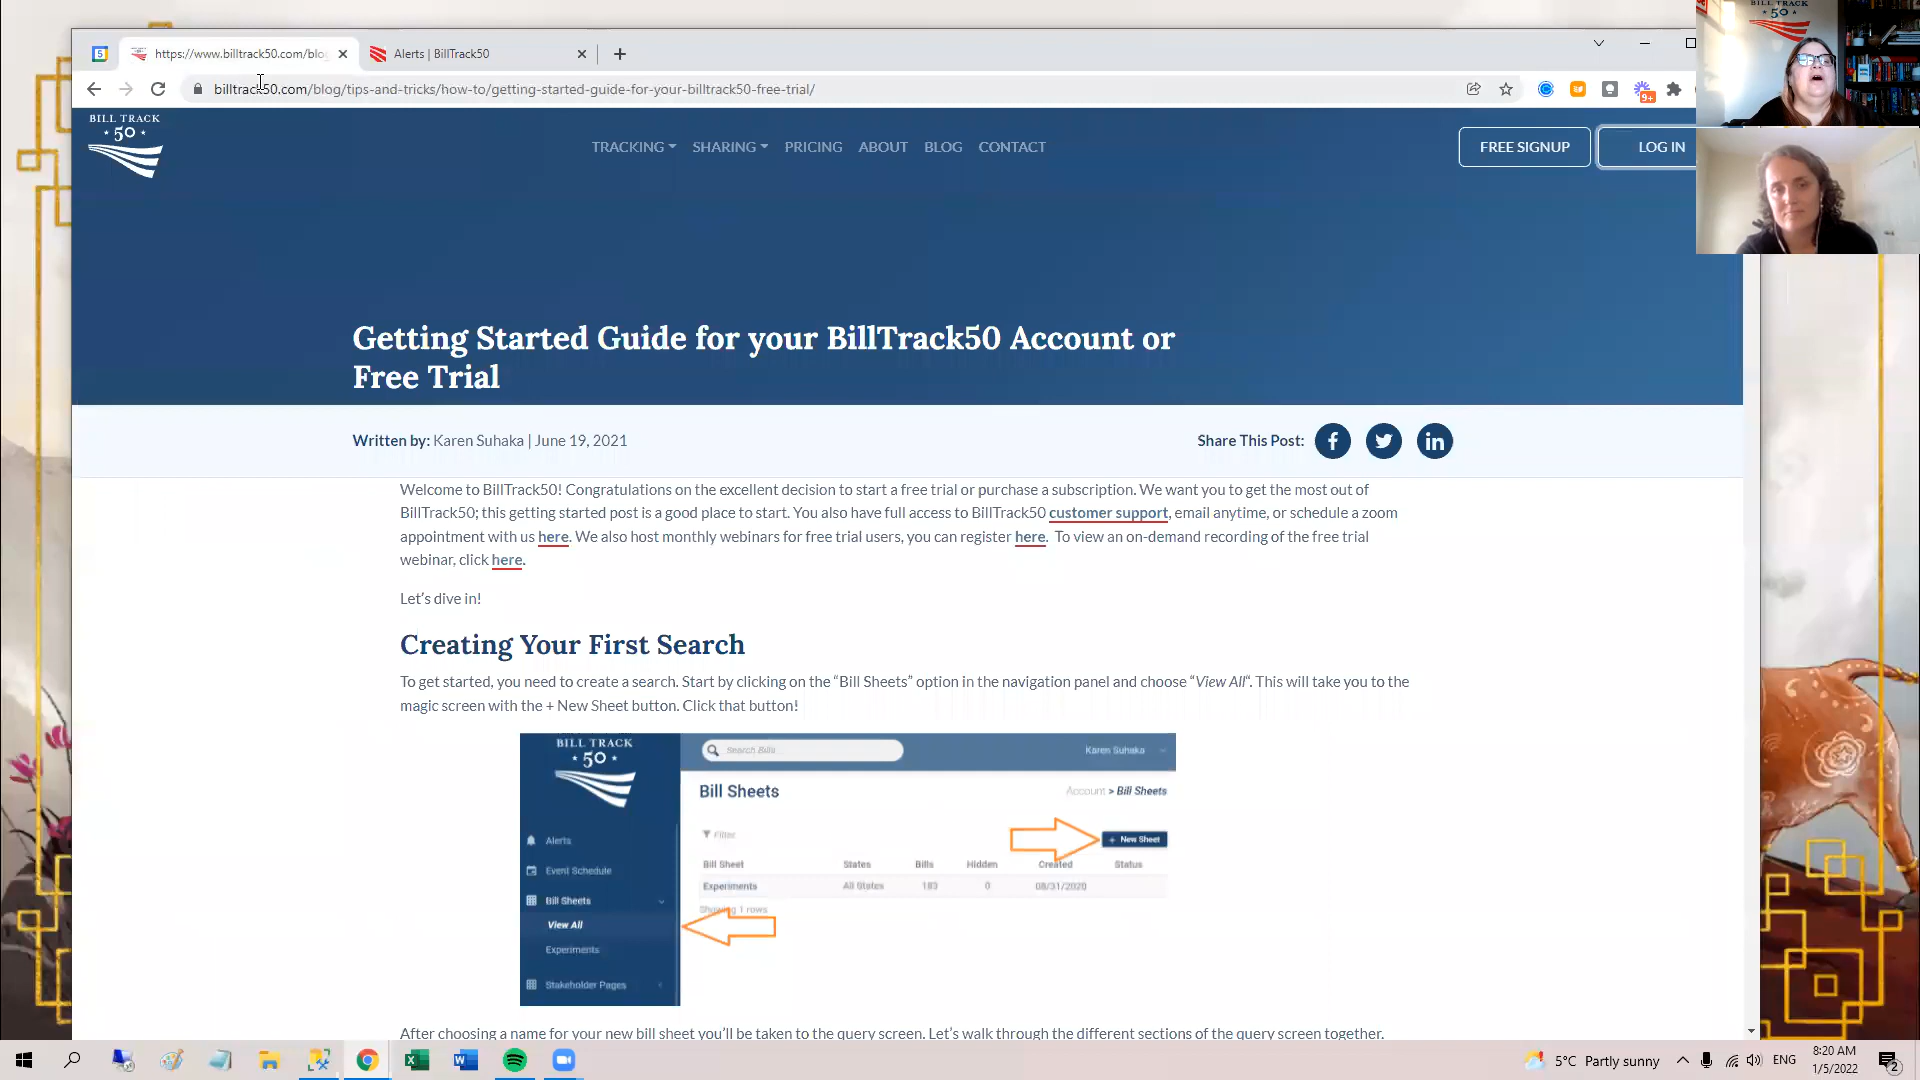 https://www.billtrack50.com/blo
Alerts | BillTrack50
billtrack50.com/blog/tips-and-tricks/how-to/getting-started-guide-for-your-billtrack50-free-trial/
9+
BILL TRACK
50
BILL TRACK
50
TRACKING
SHARING
PRICING
ABOUT
BLOG
CONTACT
FREE SIGNUP
LOG IN
Getting Started Guide for your BillTrack50 Account or
Free Trial
Written by: Karen Suhaka | June 19, 2021
Share This Post:
Welcome to BillTrack50! Congratulations on the excellent decision to start a free trial or purchase a subscription. We want you to get the most out of
BillTrack50; this getting started post is a good place to start. You also have full access to BillTrack50 customer support, email anytime, or schedule a zoom
appointment with us here. We also host monthly webinars for free trial users, you can register here. To view an on-demand recording of the free trial
webinar, click here.
Let's dive in!
Creating Your First Search
To get started, you need to create a search. Start by clicking on the “Bill Sheets” option in the navigation panel and choose “View All“. This will take you to the
magic screen with the + New Sheet button. Click that button!
BILL TRACK
50
Search Bills
Karen Suhaka
Bill Sheets
Account > Bill Sheets
Filter
+ New Sheet
Bill Sheet States Bills Hidden Created Status
Experiments All States 183 0 08/31/2020
Showing 1 rows
Alerts
Event Schedule
Bill Sheets
View All
Experiments
Stakeholder Pages
After choosing a name for your new bill sheet you'll be taken to the query screen. Let's walk through the different sections of the query screen together.
5°C Partly sunny
ENG
8:20 AM
1/5/2022
2